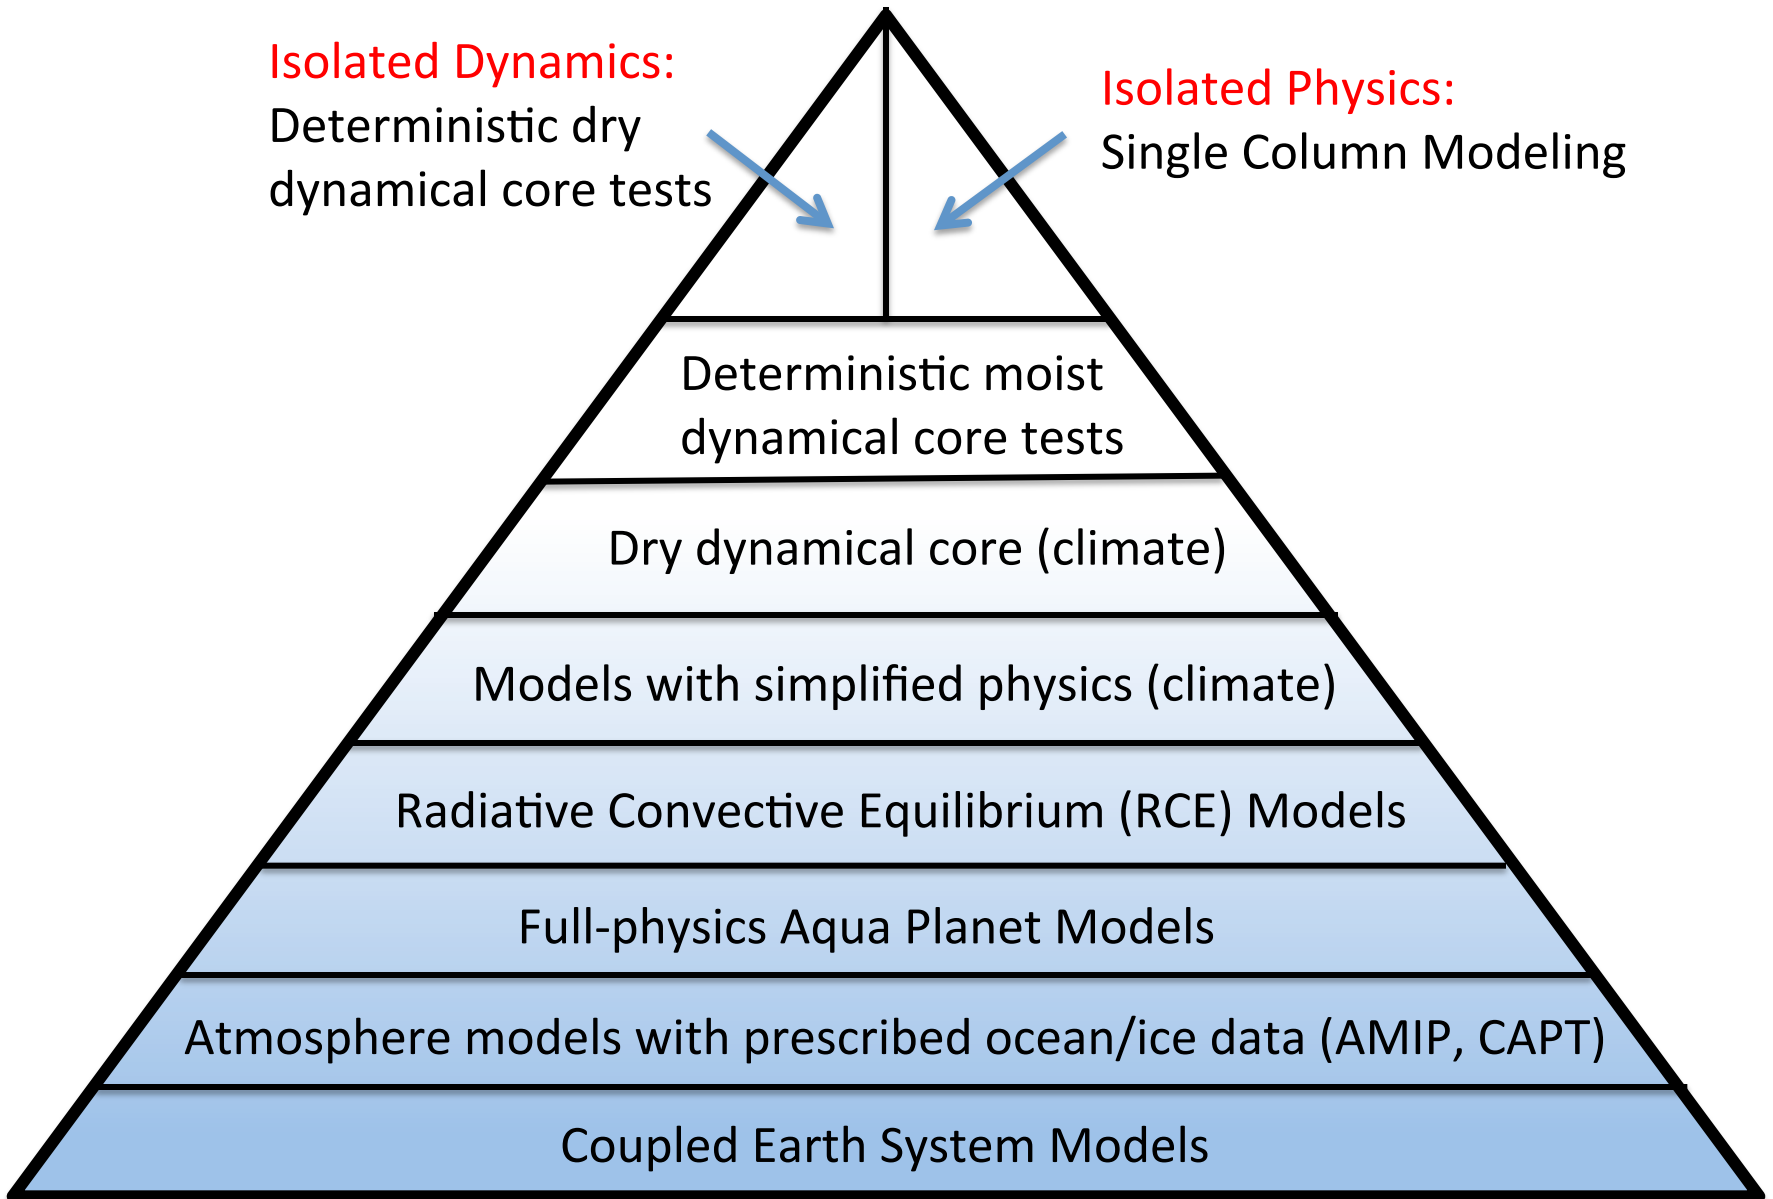 Isolated Dynamics:
Deterministic dry
dynamical core tests
Isolated Physics:
Single Column Modeling
Deterministic moist
dynamical core tests
Dry dynamical core (climate)
Models with simplified physics (climate)
Radiative Convective Equilibrium (RCE) Models
Full-physics Aqua Planet Models
Atmosphere models with prescribed ocean/ice data (AMIP, CAPT)
Coupled Earth System Models